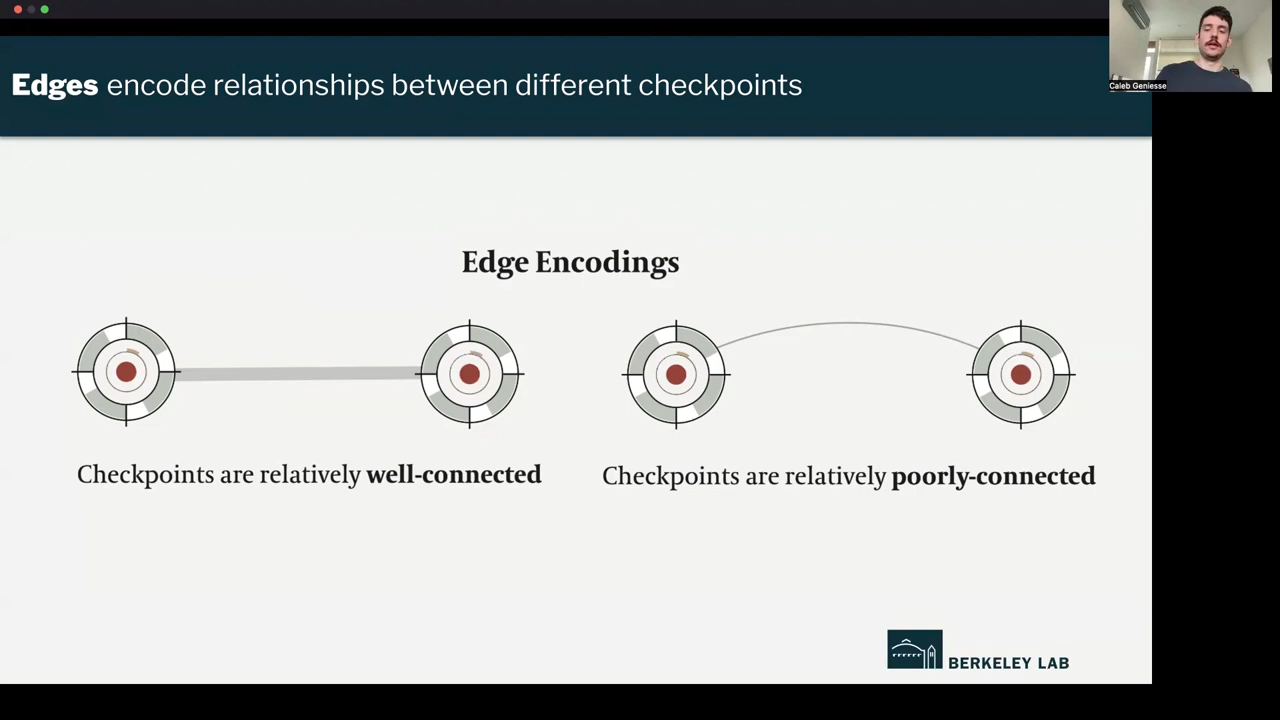 Edges encode relationships between different checkpoints
Caleb Geniesse
Edge Encodings
Checkpoints are relatively well-connected
Checkpoints are relatively poorly-connected
BERKELEY LAB